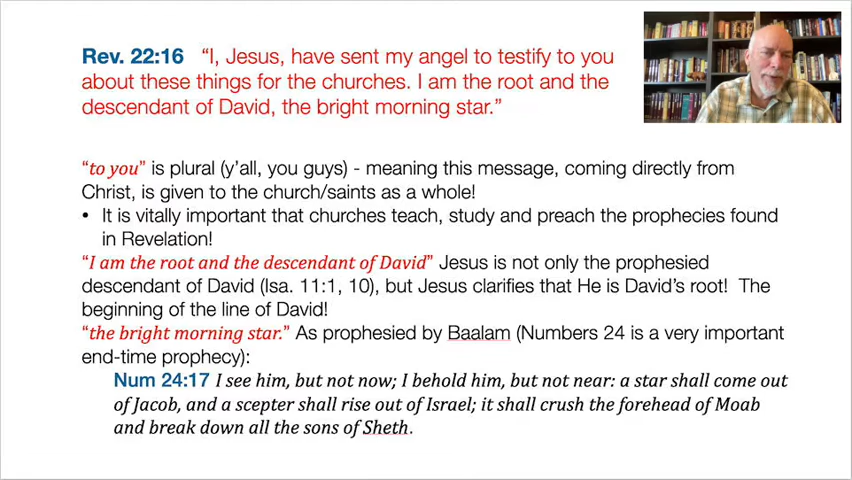 Rev. 22:16 “I, Jesus, have sent my angel to testify to you
about these things for the churches. I am the root and the
descendant of David, the bright morning star.”
“to you” is plural (y’all, you guys) - meaning this message, coming directly from
Christ, is given to the church/saints as a whole!
• It is vitally important that churches teach, study and preach the prophecies found
in Revelation!
“I am the root and the descendant of David” Jesus is not only the prophesied
descendant of David (Isa. 11:1, 10), but Jesus clarifies that He is David’s root! The
beginning of the line of David!
“the bright morning star.” As prophesied by Baalam (Numbers 24 is a very important
end-time prophecy):
Num 24:17 I see him, but not now; I behold him, but not near: a star shall come out
of Jacob, and a scepter shall rise out of Israel; it shall crush the forehead of Moab
and break down all the sons of Sheth.